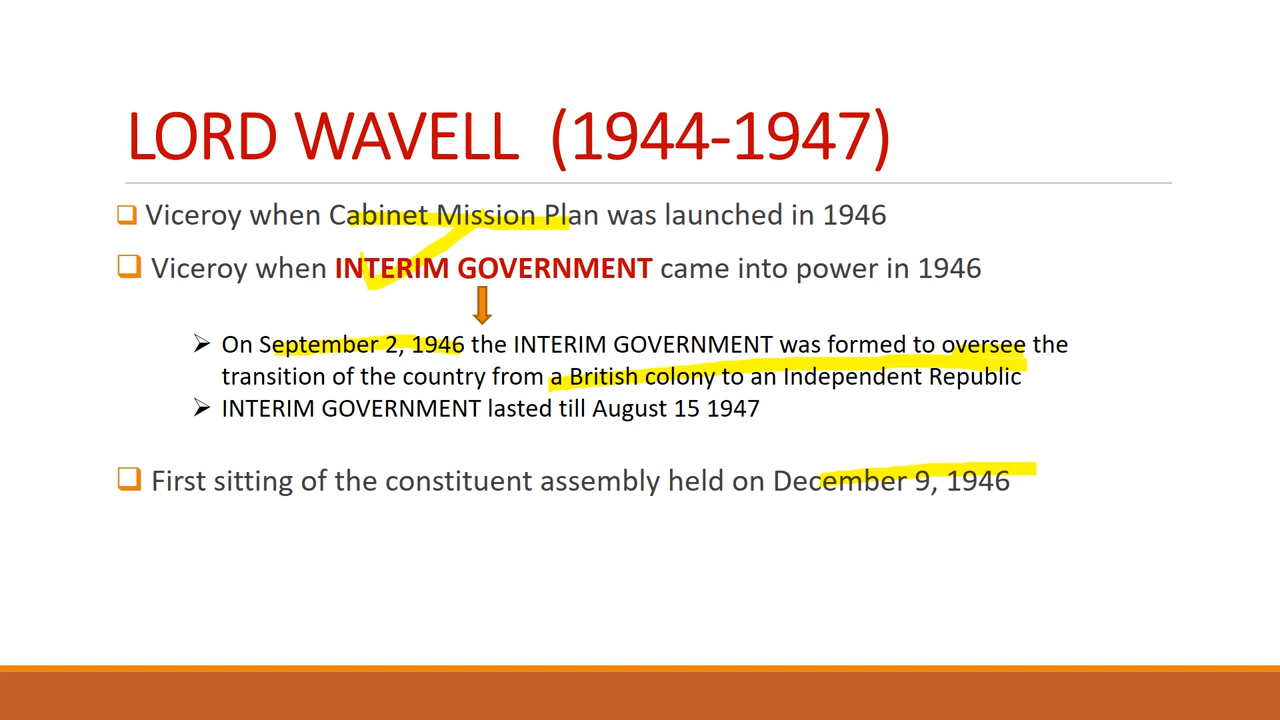 LORD WAVELL (1944-1947)
Viceroy when Cabinet Mission Plan was launched in 1946
Viceroy when INTERIM GOVERNMENT came into power in 1946
On September 2, 1946 the INTERIM GOVERNMENT was formed to oversee the
transition of the country from a British colony to an Independent Republic
INTERIM GOVERNMENT lasted till August 15 1947
First sitting of the constituent assembly held on December 9, 1946